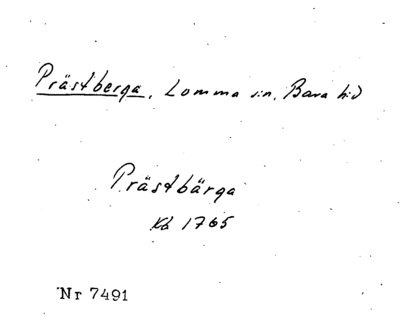 Prästberga, Lomma sn, Bara hd
Prästbärga
Kb 1765
Nr 7491